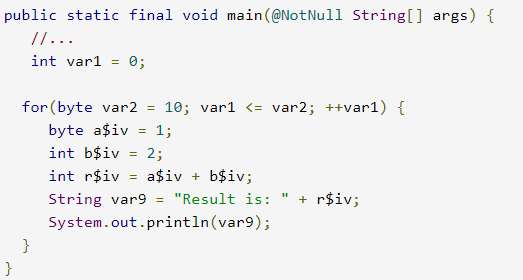 public static final void main(@NotNull String[] args) {
//...
int var1 = 0;
for(byte var2 = 10; var1 <= var2; ++var1) {
byte a$iv = 1;
int b$iv = 2;
int r$iv = a$iv + b$iv;
String var9 = "Result is: " + r$iv;
System.out.println(var9);
}
}